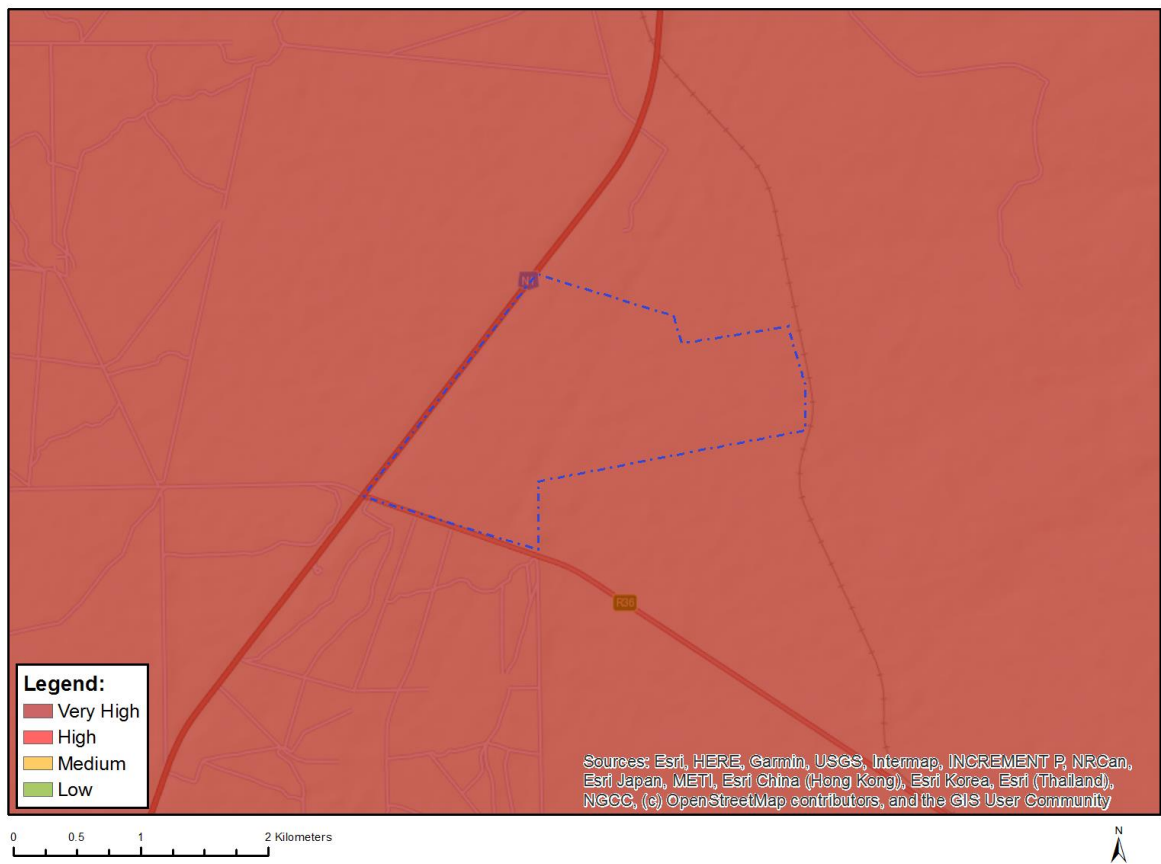 R36
Legend:
Very High
High
Medium
Low
Sources: Esri, HERE, Garmin, USGS, Intermap, INCREMENT P, NRCan,
Esri Japan, METI, Esri China (Hong Kong), Esri Korea, Esri (Thailand),
NGCC, (c) OpenStreetMap contributors, and the GIS User Community
0 0.5 1 2 Kilometers
N